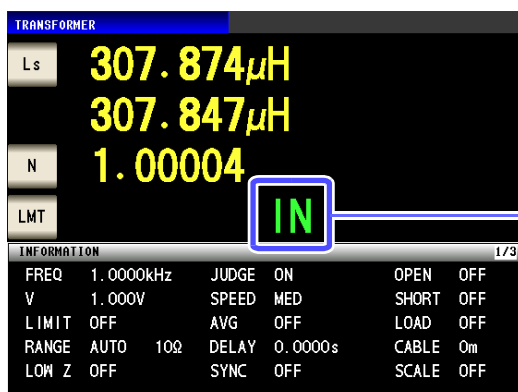 TRANSFORMER
Ls 307.874μH
307.847μH
N 1.00004
LMT IN
INFORMATION 1/3
FREQ 1.0000kHz JUDGE ON OPEN OFF
V 1.000V SPEED MED SHORT OFF
LIMIT OFF AVG OFF LOAD OFF
RANGE AUTO 10Ω DELAY 0.0000s CABLE 0m
LOW Z OFF SYNC OFF SCALE OFF